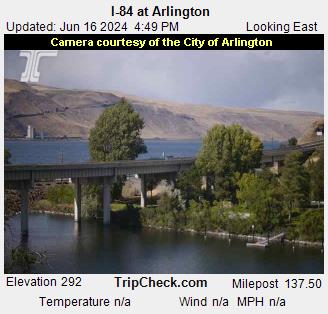 I-84 at Arlington
Updated: Jun 16 2024 4:49 PM Looking East
Camera courtesy of the City of Arlington
Elevation 292 TripCheck.com Milepost 137.50
Temperature n/a Wind n/a MPH n/a